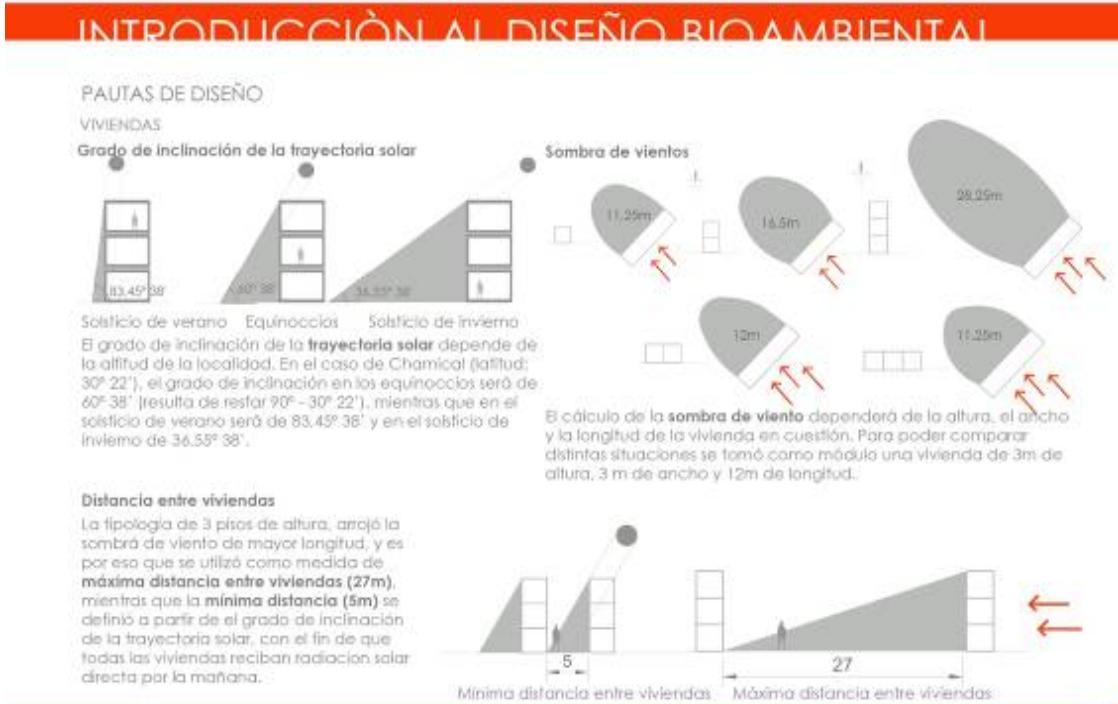 INTRODUCCIÒN AL DISEÑO BIOAMBIENTAL
PAUTAS DE DISEÑO
VIVIENDAS
Grado de inclinación de la trayectoria solar
83.45º 38'
60º 38'
36.55º 38'
Solsticio de verano
Equinoccios
Solsticio de invierno
El grado de inclinación de la trayectoria solar depende de
la altitud de la localidad. En el caso de Chamical (latitud:
30º 22'), el grado de inclinación en los equinoccios será de
60º 38' (resulta de restar 90º - 30º 22'), mientras que en el
solsticio de verano será de 83.45º 38' y en el solsticio de
invierno de 36.55º 38'.
Sombra de vientos
11,25m
16,5m
28,25m
12m
11,25m
El cálculo de la sombra de viento dependerá de la altura, el ancho
y la longitud de la vivienda en cuestión. Para poder comparar
distintas situaciones se tomó como módulo una vivienda de 3m de
altura, 3 m de ancho y 12m de longitud.
Distancia entre viviendas
La tipología de 3 pisos de altura, arrojó la
sombra de viento de mayor longitud, y es
por eso que se utilizó como medida de
máxima distancia entre viviendas (27m),
mientras que la mínima distancia (5m) se
definió a partir de el grado de inclinación
de la trayectoria solar, con el fin de que
todas las viviendas reciban radiacion solar
directa por la mañana.
5
27
Mínima distancia entre viviendas
Máxima distancia entre viviendas